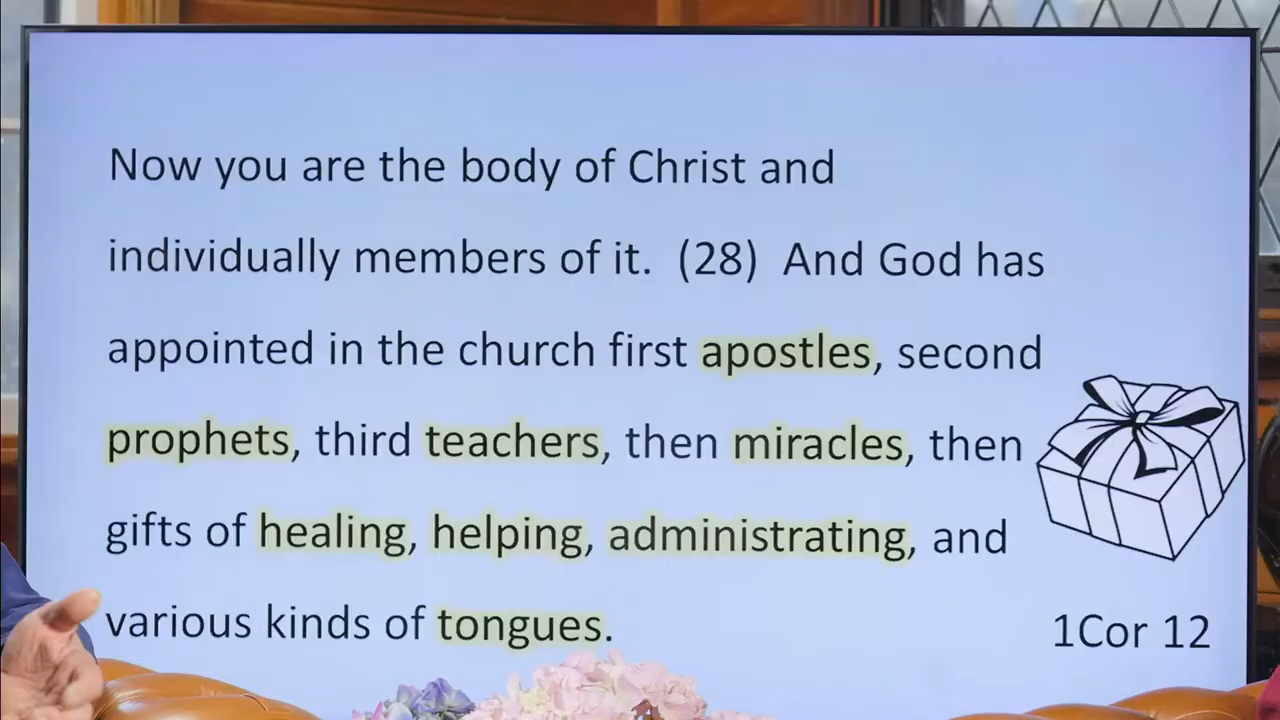 Now you are the body of Christ and
individually members of it. (28) And God has
appointed in the church first apostles, second
prophets, third teachers, then miracles, then
gifts of healing, helping, administrating, and
various kinds of tongues.
1Cor 12